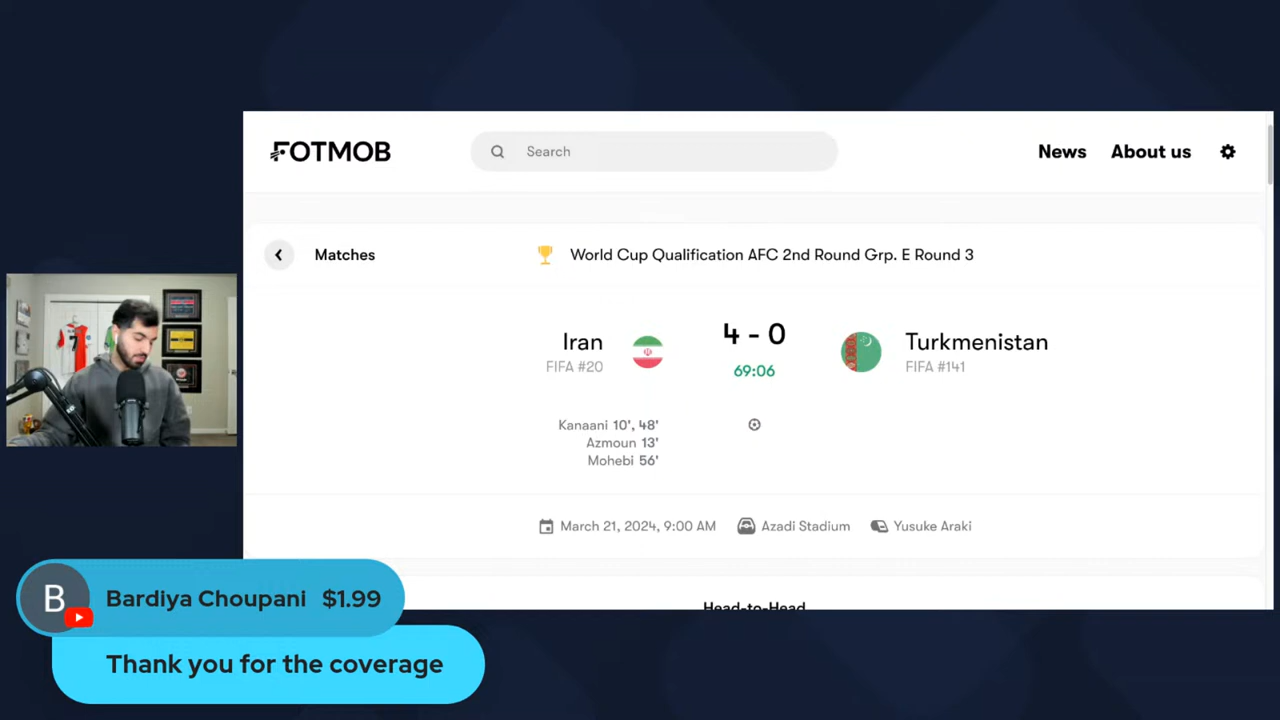 FOTMOB
Search
News
About us
Matches
World Cup Qualification AFC 2nd Round Grp. E Round 3
Iran
FIFA #20
4 - 0
69:06
Turkmenistan
FIFA #141
Kanaani 10', 48'
Azmoun 13'
Mohebi 56'
March 21, 2024, 9:00 AM
Azadi Stadium
Yusuke Araki
Head-to-Head
B
Bardiya Choupani $1.99
Thank you for the coverage
7